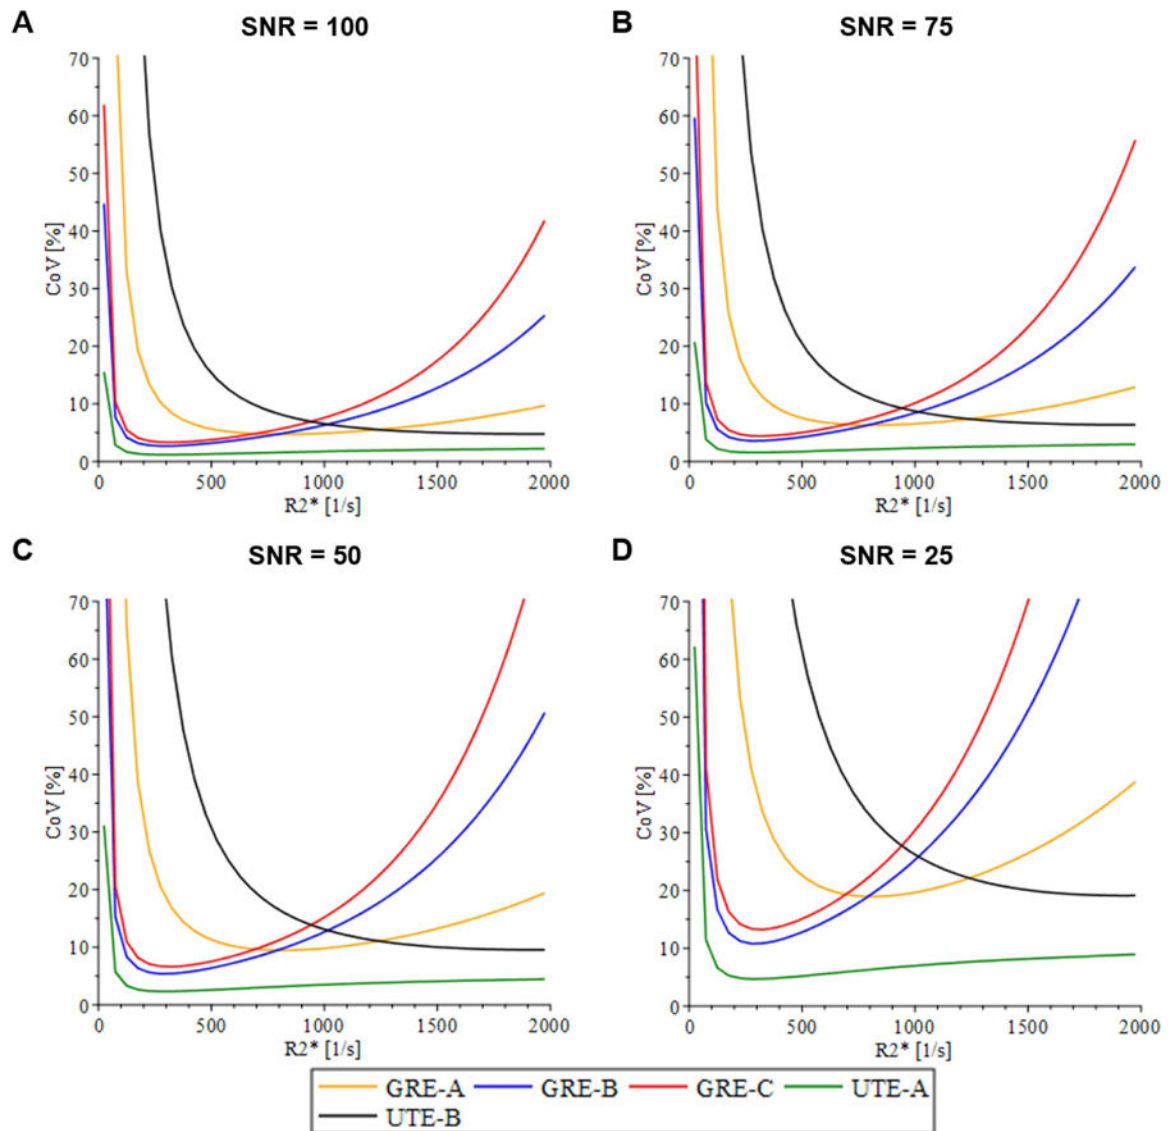 A
SNR = 100
70
60
50
40
30
20
10
0
CoV [%]
0 500 1000 1500 2000
R2* [1/s]
B
SNR = 75
70
60
50
40
30
20
10
0
CoV [%]
0 500 1000 1500 2000
R2* [1/s]
C
SNR = 50
70
60
50
40
30
20
10
0
CoV [%]
0 500 1000 1500 2000
R2* [1/s]
D
SNR = 25
70
60
50
40
30
20
10
0
CoV [%]
0 500 1000 1500 2000
R2* [1/s]
GRE-A GRE-B GRE-C UTE-A
UTE-B